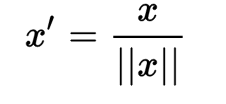 x' = x / ||x||